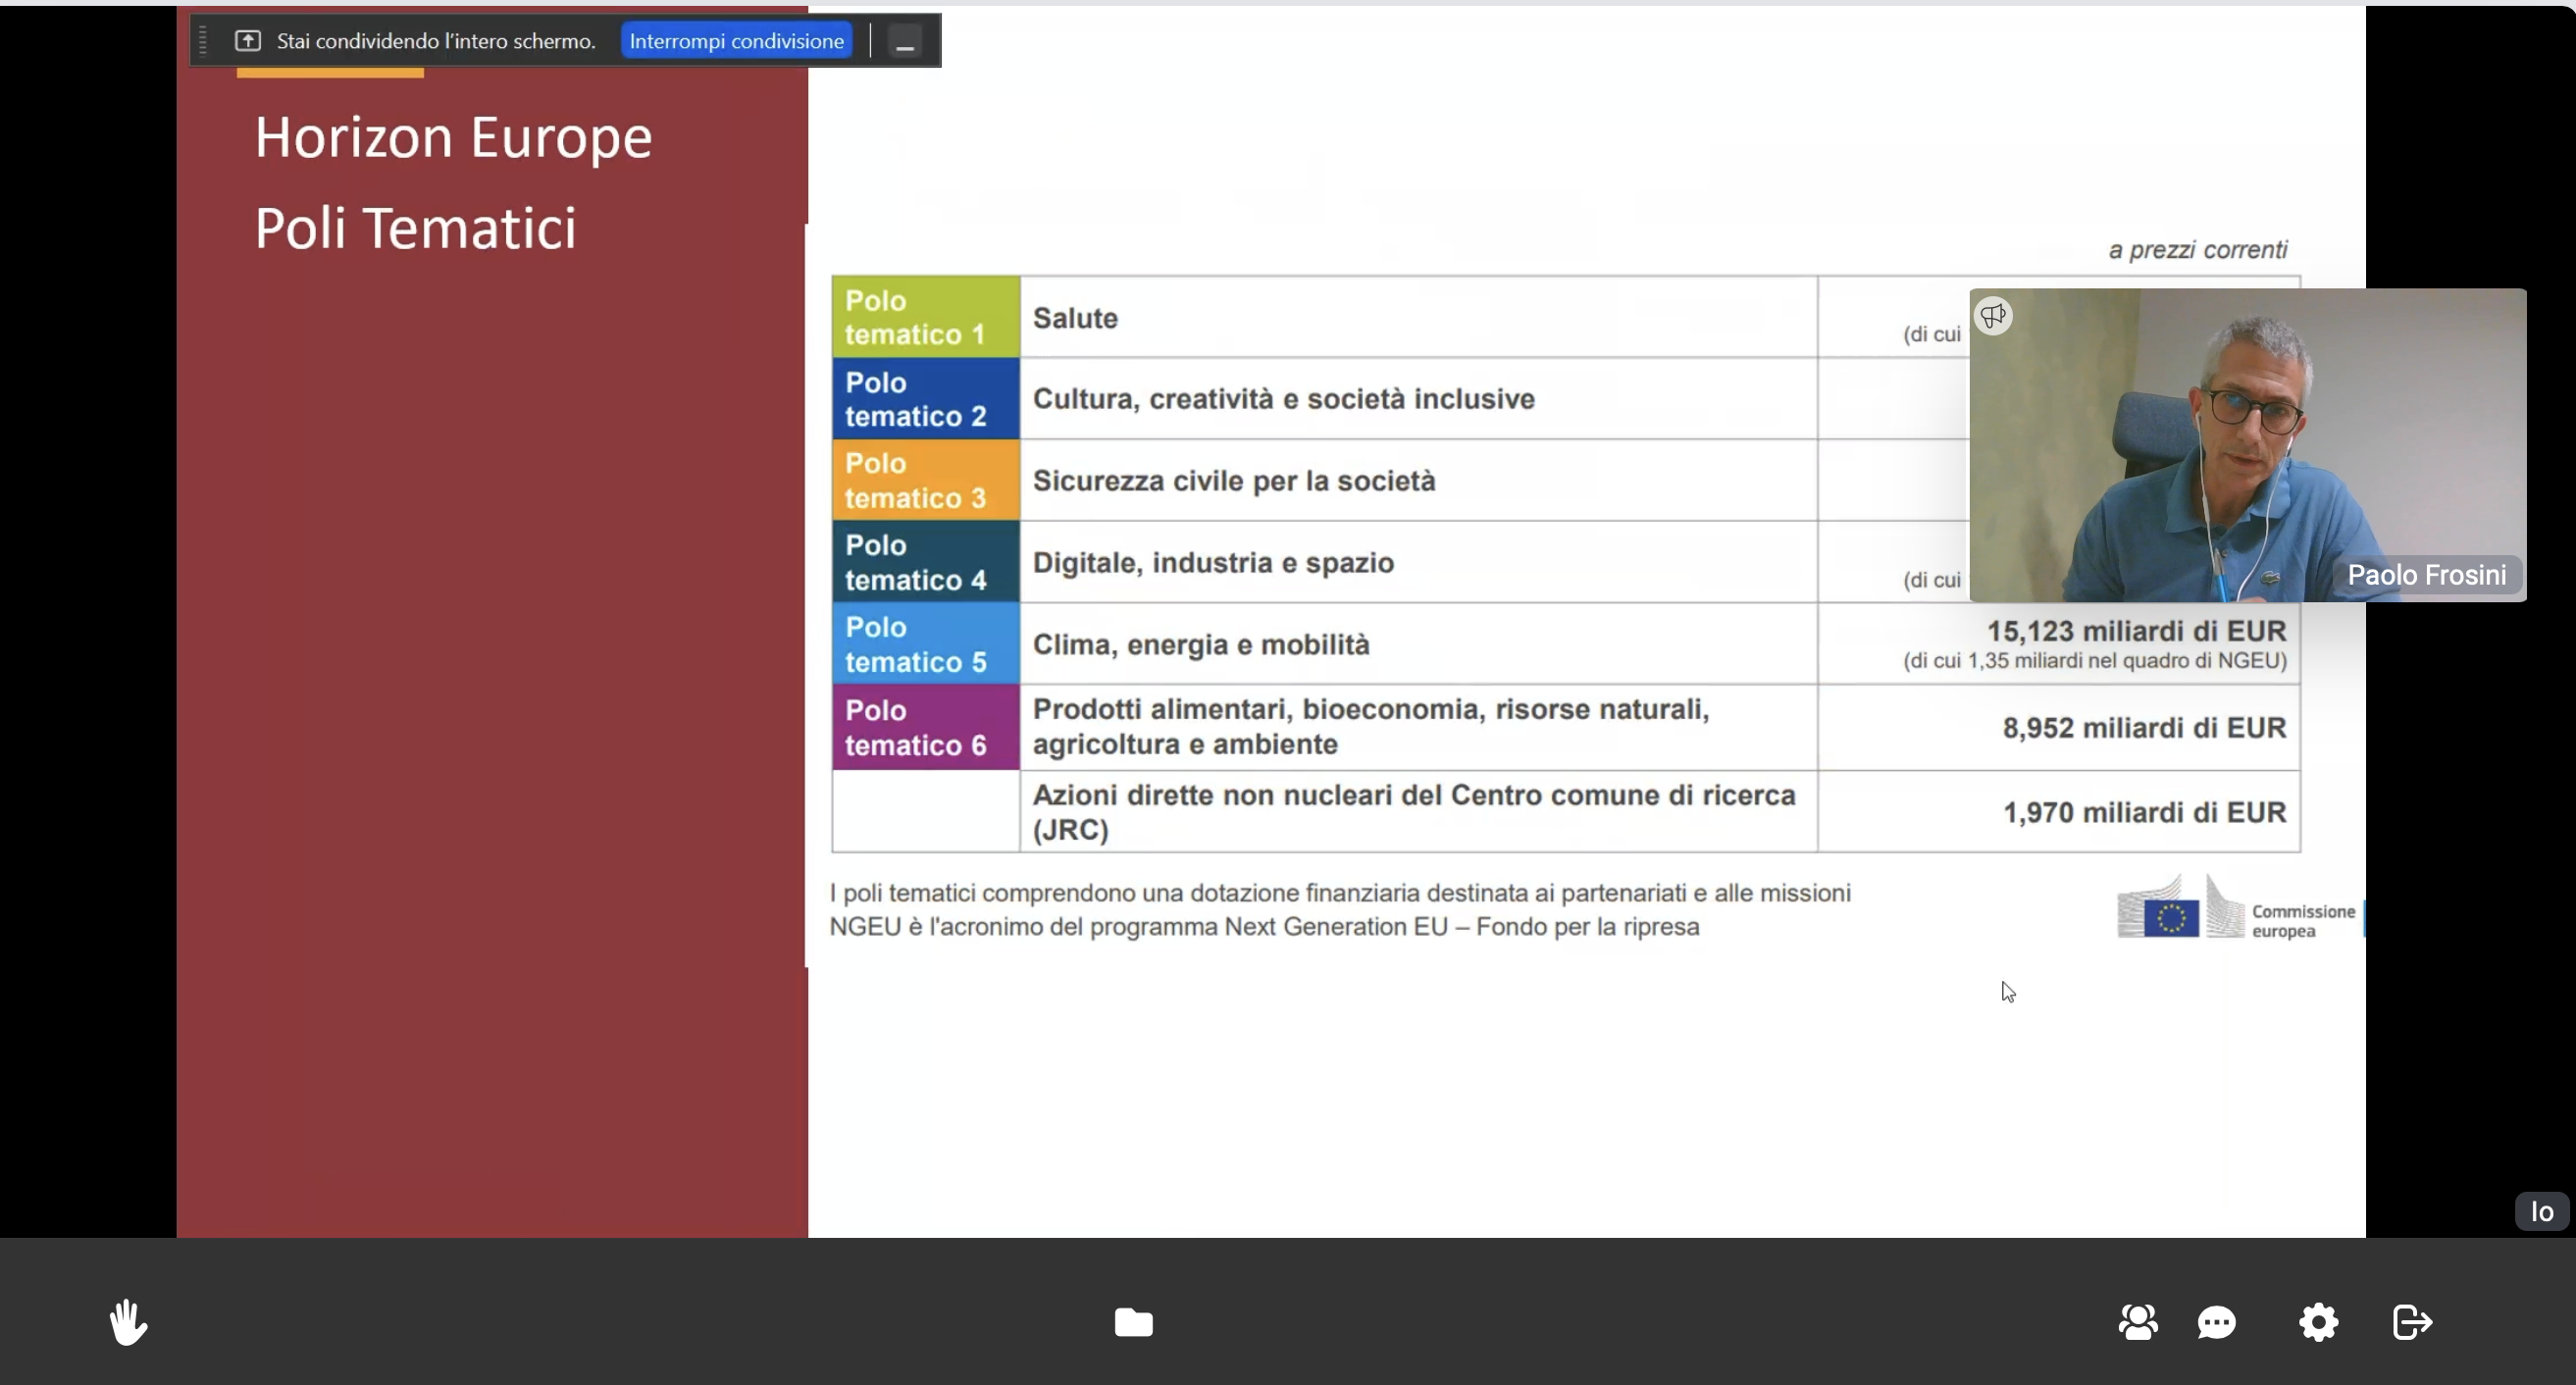 Stai condividendo l'intero schermo.
Interrompi condivisione
Horizon Europe
Poli Tematici
a prezzi correnti
Polo
tematico 1
Salute
(di cui
Polo
tematico 2
Cultura, creatività e società inclusive
Polo
tematico 3
Sicurezza civile per la società
Polo
tematico 4
Digitale, industria e spazio
(di cui
Paolo Frosini
Polo
tematico 5
Clima, energia e mobilità
15,123 miliardi di EUR
(di cui 1,35 miliardi nel quadro di NGEU)
Polo
tematico 6
Prodotti alimentari, bioeconomia, risorse naturali,
agricoltura e ambiente
8,952 miliardi di EUR
Azioni dirette non nucleari del Centro comune di ricerca
(JRC)
1,970 miliardi di EUR
I poli tematici comprendono una dotazione finanziaria destinata ai partenariati e alle missioni
NGEU è l'acronimo del programma Next Generation EU – Fondo per la ripresa
Commissione
europea
Io